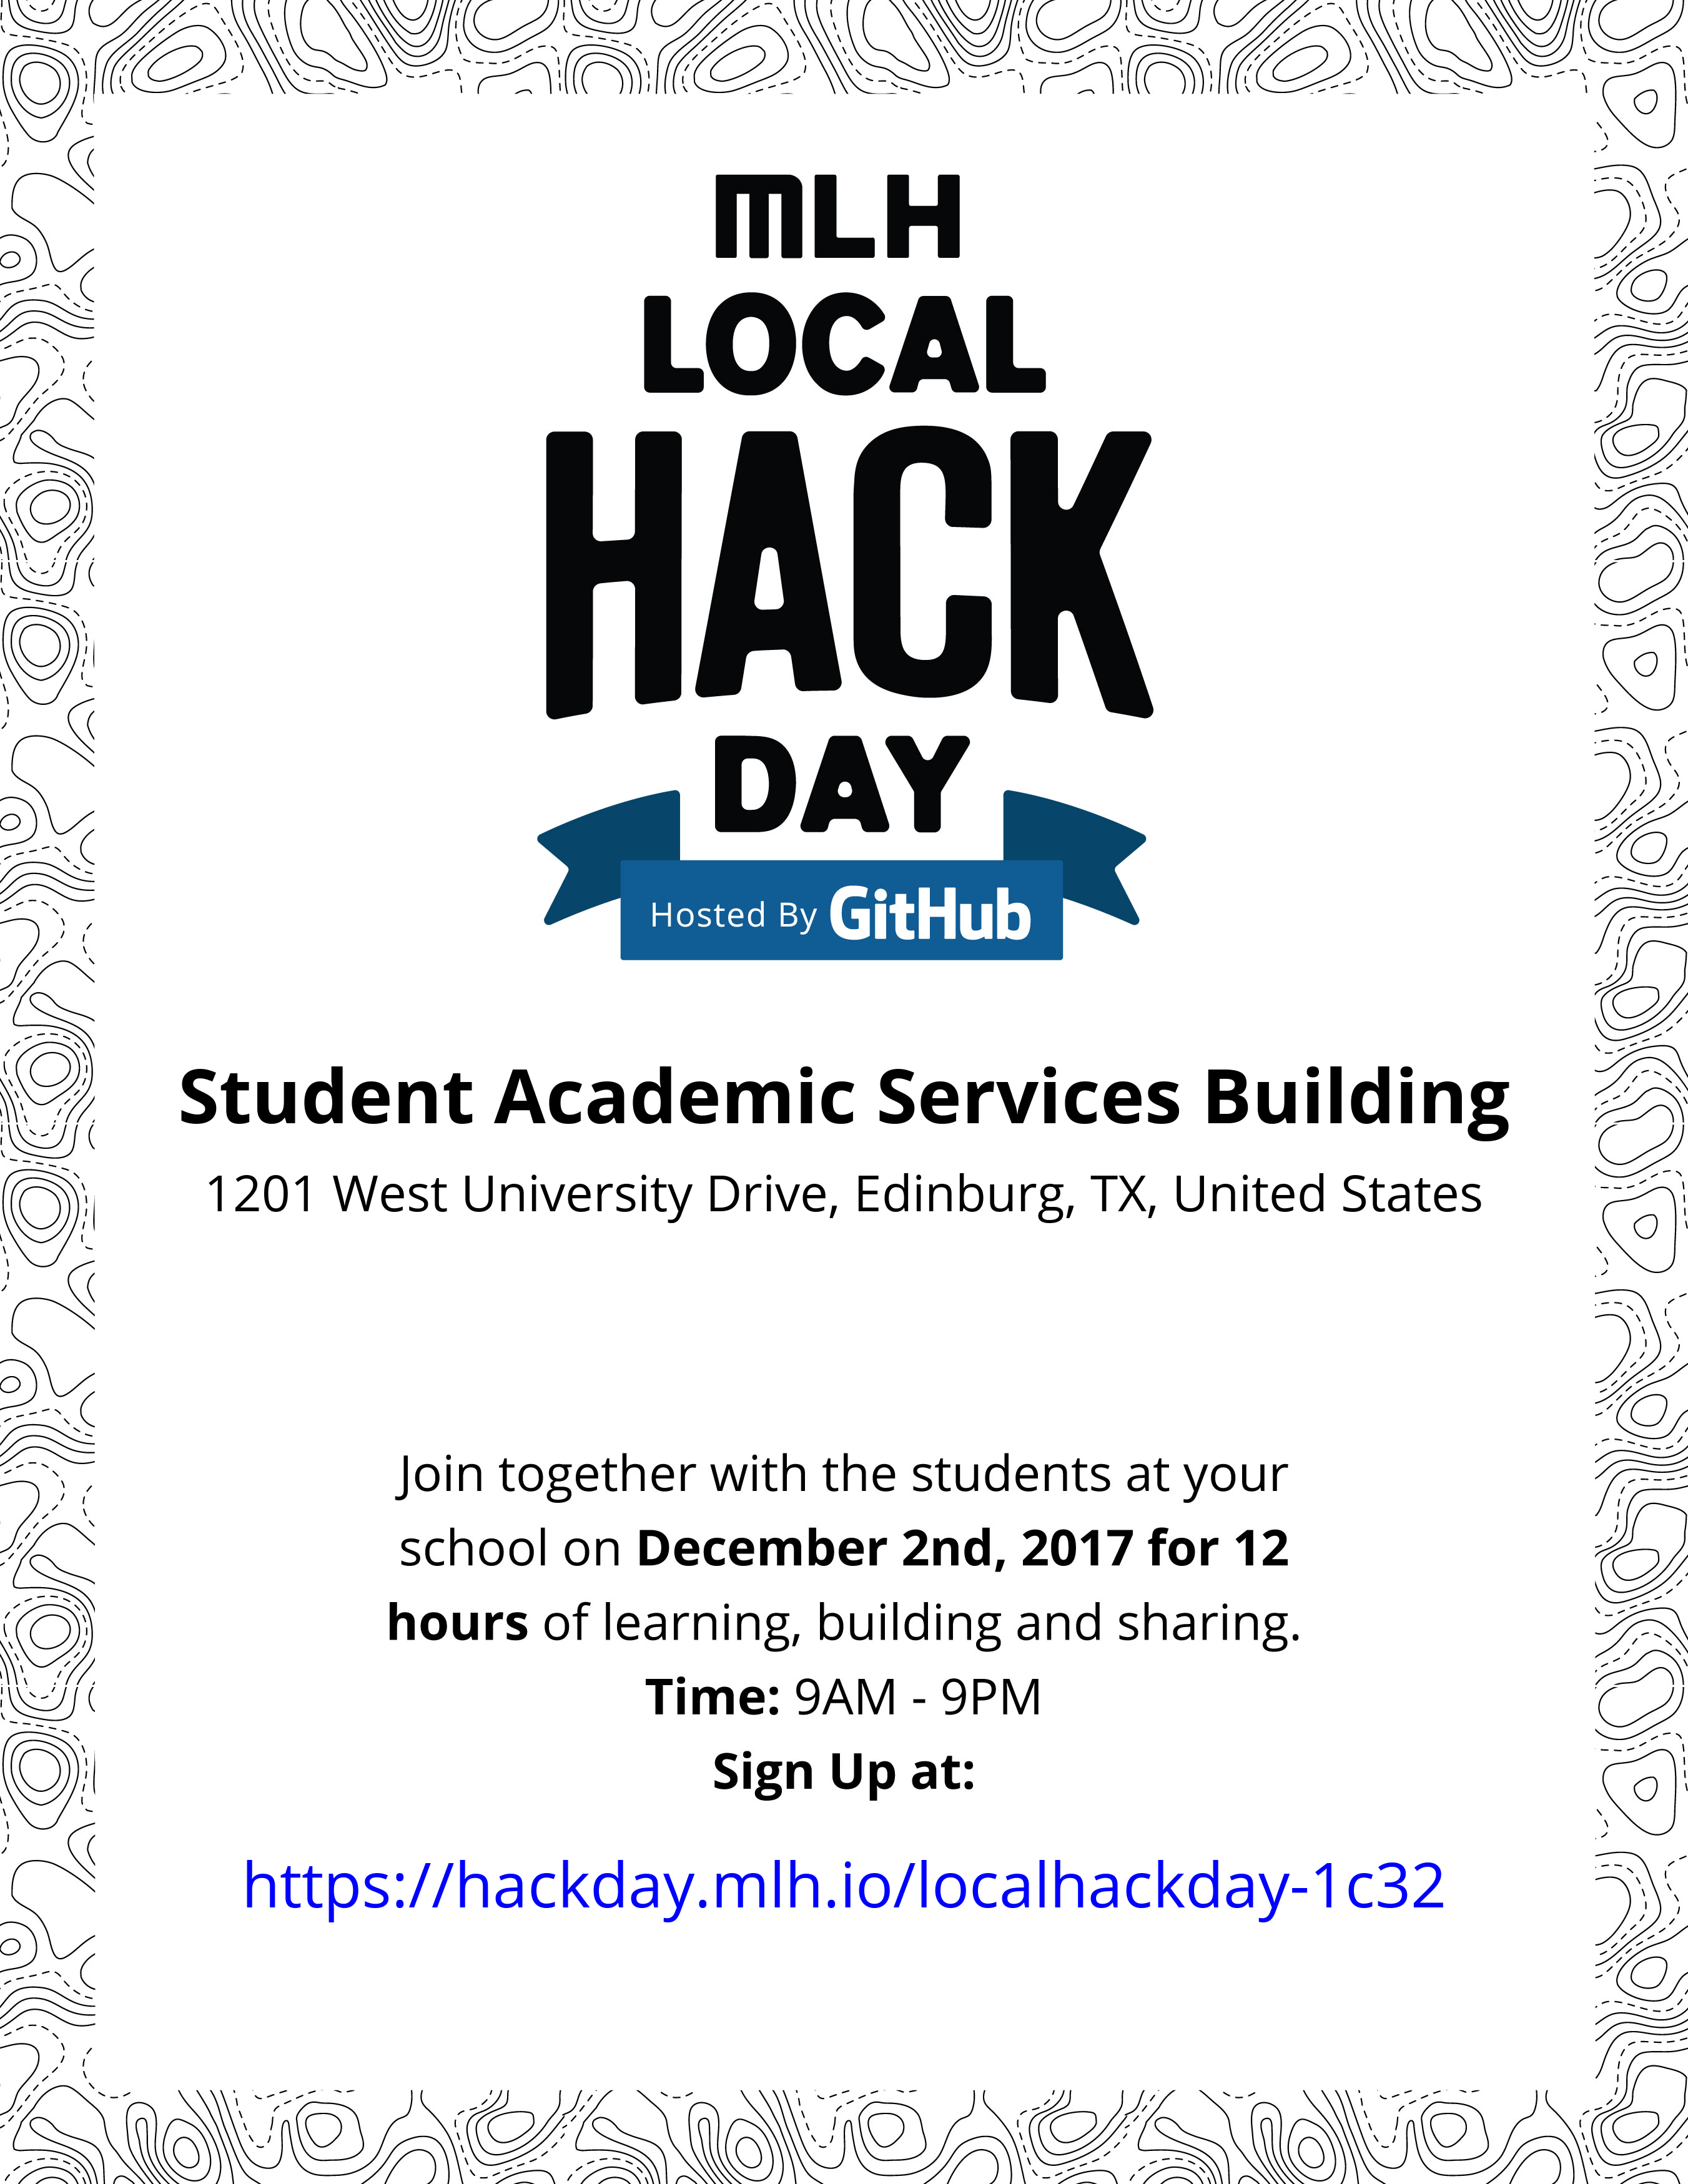 MLH
LOCAL
HACK
DAY
Hosted By GitHub
Student Academic Services Building
1201 West University Drive, Edinburg, TX, United States
Join together with the students at your
school on December 2nd, 2017 for 12
hours of learning, building and sharing.
Time: 9AM - 9PM
Sign Up at:
https://hackday.mlh.io/localhackday-1c32